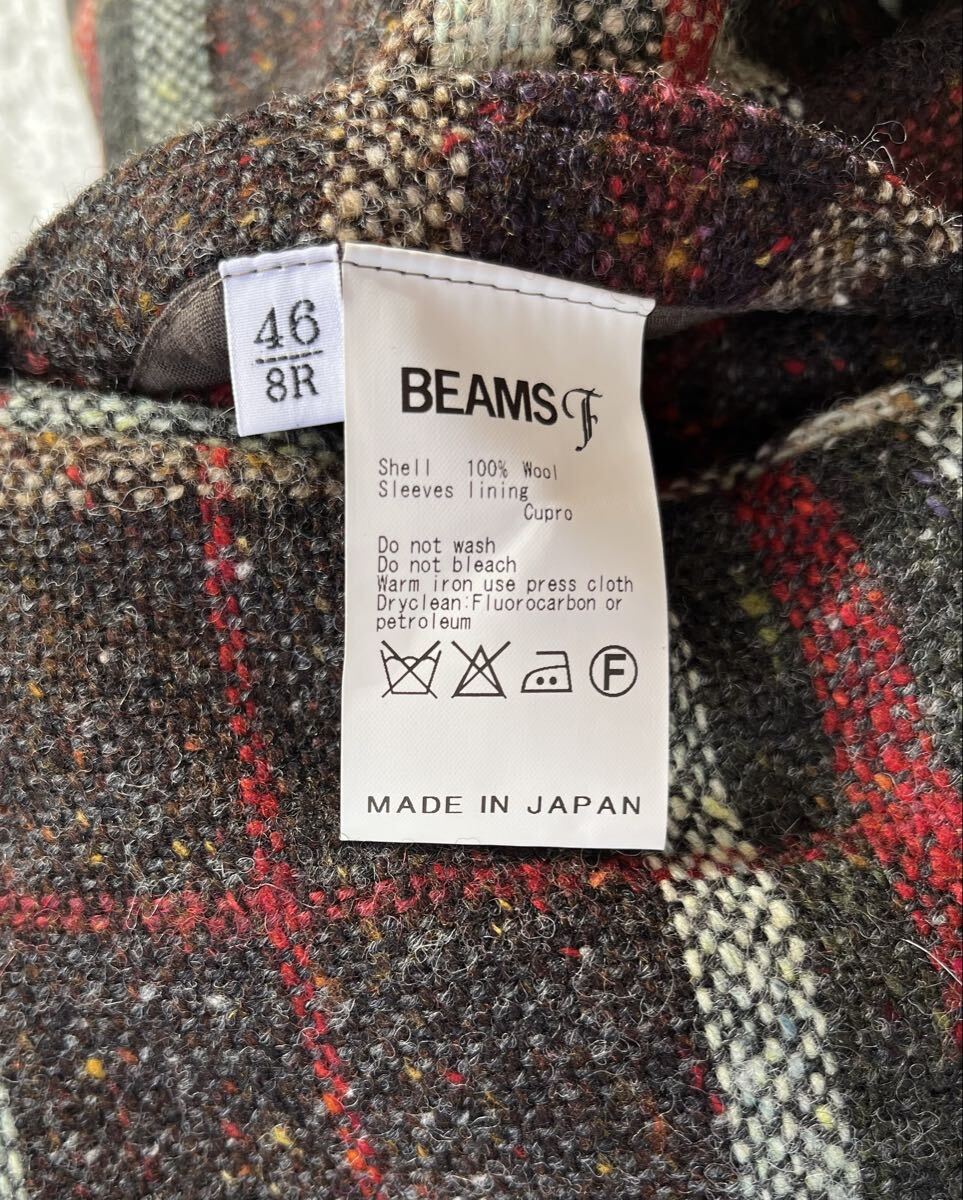 46
8R
BEAMS F
Shell 100% Wool
Sleeves lining
Cupro
Do not wash
Do not bleach
Warm iron use press cloth
Dryclean:Fluorocarbon or
petroleum
F
MADE IN JAPAN